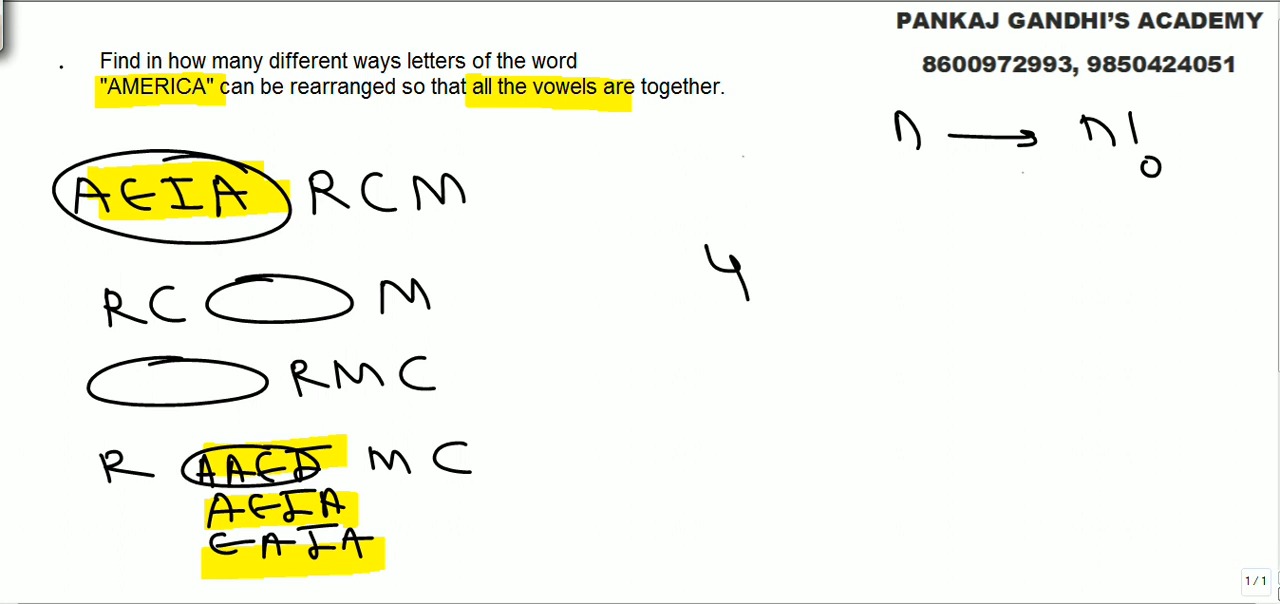 PANKAJ GANDHI'S ACADEMY
8600972993, 9850424051
. Find in how many different ways letters of the word
"AMERICA" can be rearranged so that all the vowels are together.
n → n!
AEIA RCM
4
RC M
RMC
R AAEI MC
AEIA
EAIA
1/1